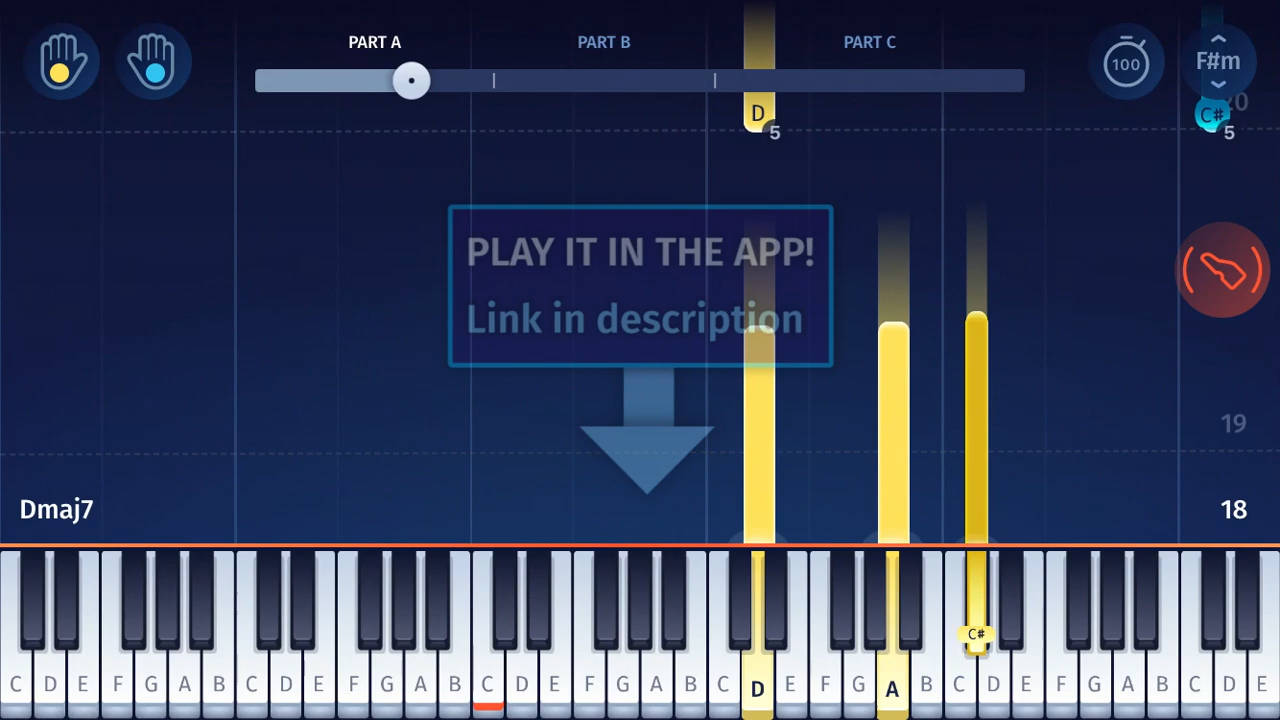 PART A PART B PART C
100 F#m
20
D C#
5 5
PLAY IT IN THE APP!
Link in description
19
Dmaj7 18
C#
C D E F G A B C D E F G A B C D E F G A B C D E F G A B C D E F G A B C D E